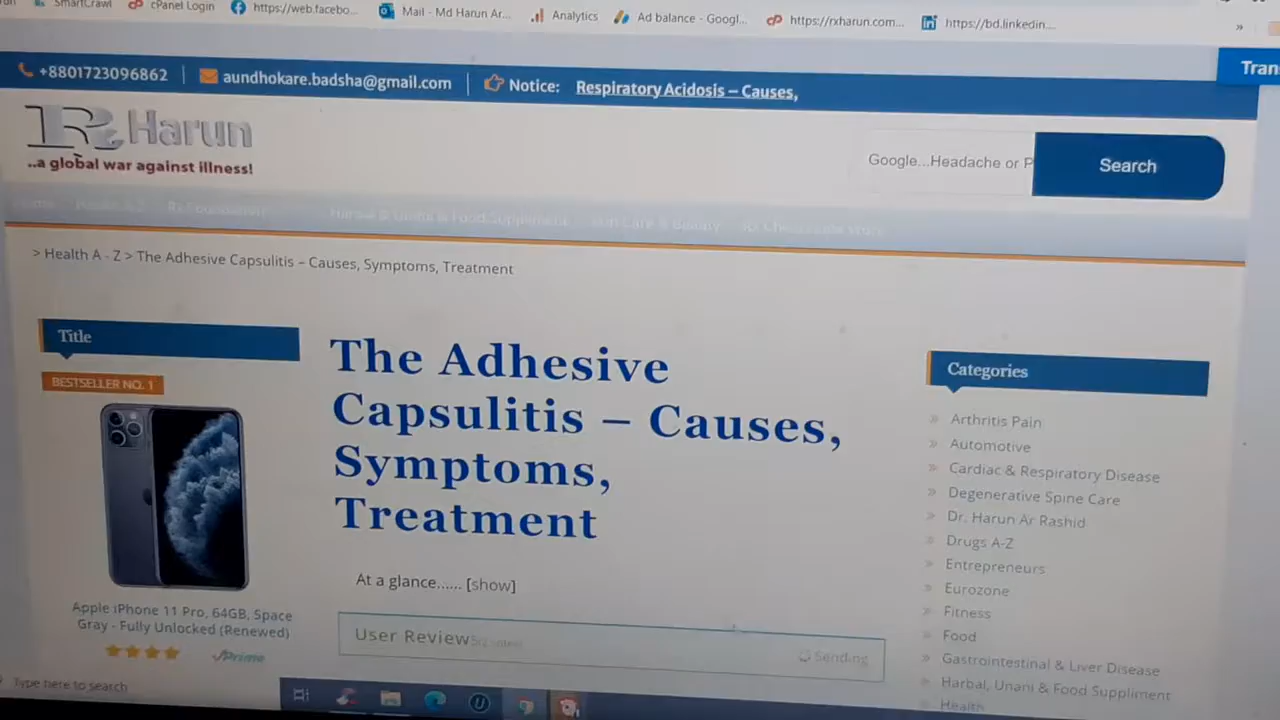 SmartCrawl cPanel Login https://web.facebo... Mail - Md Harun Ar... Analytics Ad balance - Googl... https://rxharun.com... https://bd.linkedin... »
+8801723096862 aundhokare.badsha@gmail.com Notice: Respiratory Acidosis – Causes,
Tran
Rx Harun
..a global war against illness!
Google...Headache or P Search
> Health A - Z > The Adhesive Capsulitis – Causes, Symptoms, Treatment
Title
BESTSELLER NO. 1
Apple iPhone 11 Pro, 64GB, Space
Gray - Fully Unlocked (Renewed)
Prime
The Adhesive
Capsulitis – Causes,
Symptoms,
Treatment
At a glance...... [show]
User Review
Sending
Categories
Arthritis Pain
Automotive
Cardiac & Respiratory Disease
Degenerative Spine Care
Dr. Harun Ar Rashid
Drugs A-Z
Entrepreneurs
Eurozone
Fitness
Food
Gastrointestinal & Liver Disease
Harbal, Unani & Food Suppliment
Health
Type here to search